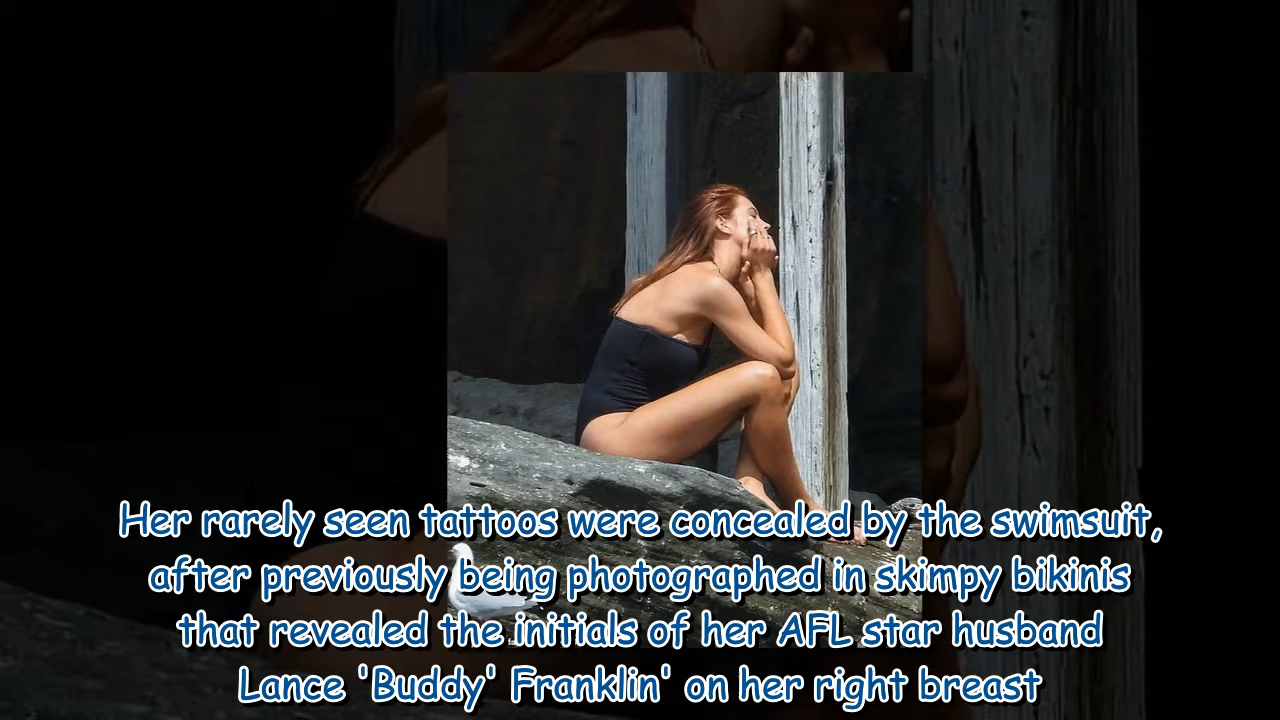 Her rarely seen tattoos were concealed by the swimsuit,
after previously being photographed in skimpy bikinis
that revealed the initials of her AFL star husband
Lance 'Buddy' Franklin' on her right breast